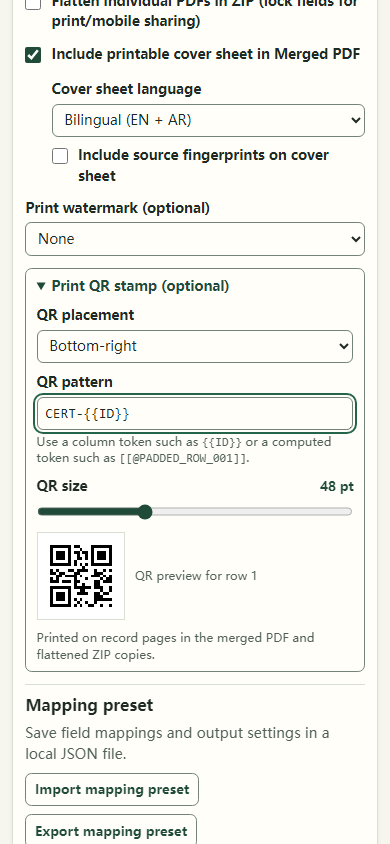 Flatten individual PDFs in ZIP (lock fields for
print/mobile sharing)
Include printable cover sheet in Merged PDF
Cover sheet language
Bilingual (EN + AR)
Include source fingerprints on cover
sheet
Print watermark (optional)
None
▼ Print QR stamp (optional)
QR placement
Bottom-right
QR pattern
CERT-{{ID}}
Use a column token such as {{ID}} or a computed
token such as [[@PADDED_ROW_001]].
QR size 48 pt
QR preview for row 1
Printed on record pages in the merged PDF and
flattened ZIP copies.
Mapping preset
Save field mappings and output settings in a
local JSON file.
Import mapping preset
Export mapping preset